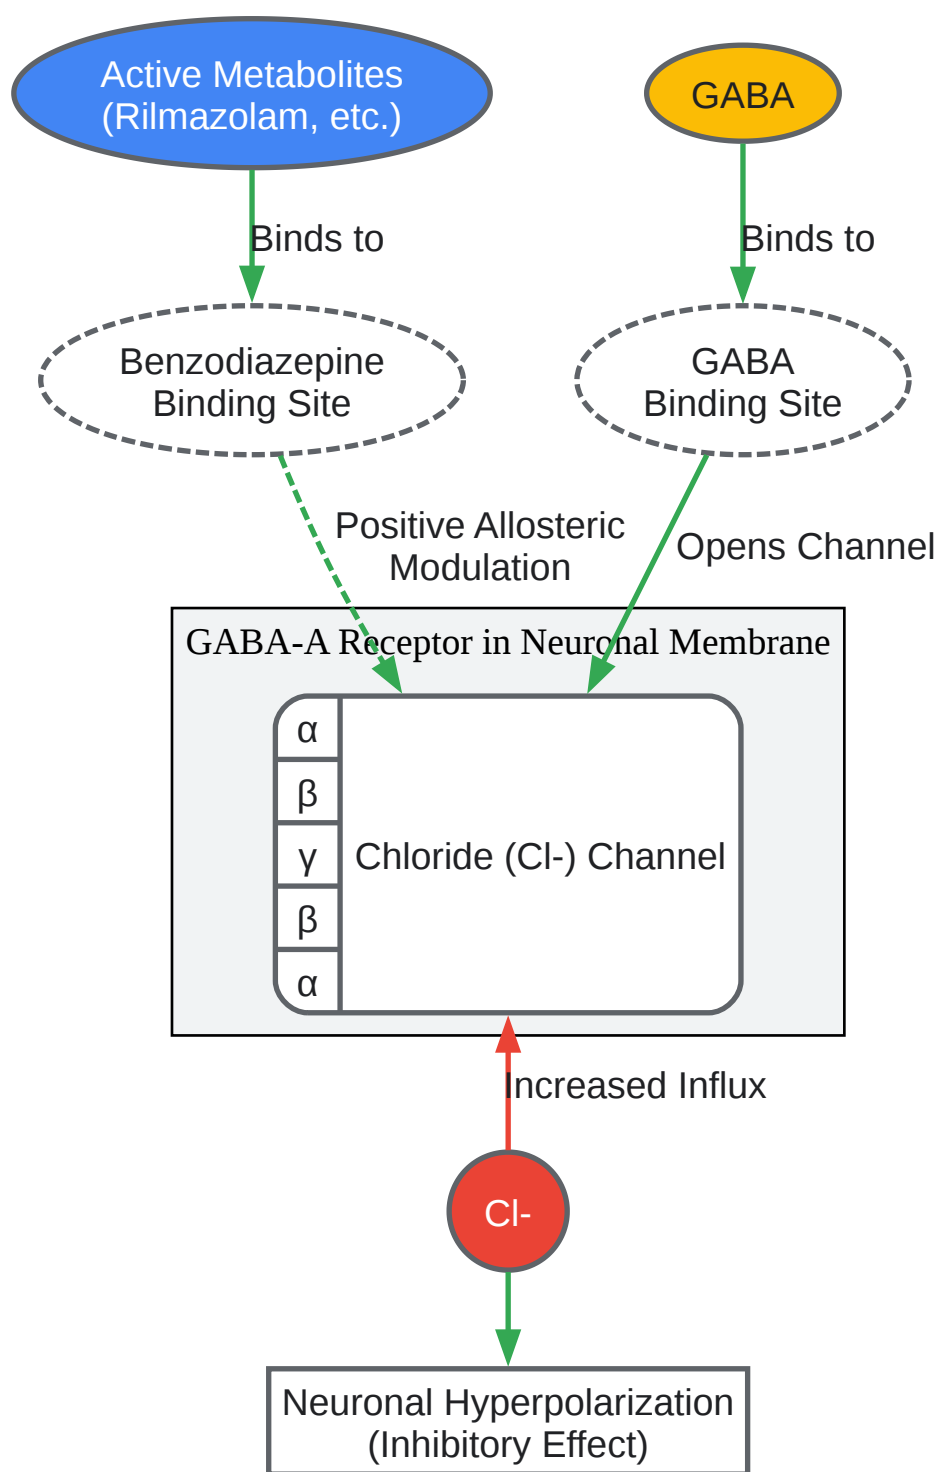 Active Metabolites
(Rilmazolam, etc.)
GABA
Binds to
Binds to
Benzodiazepine
Binding Site
GABA
Binding Site
Positive Allosteric
Modulation
Opens Channel
GABA-A Receptor in Neuronal Membrane
α
β
γ
β
α
Chloride (Cl-) Channel
Increased Influx
Cl-
Neuronal Hyperpolarization
(Inhibitory Effect)